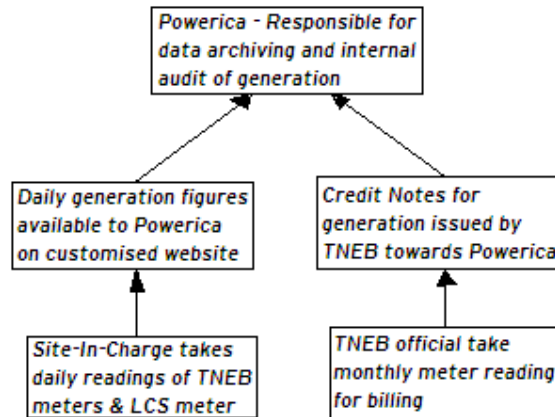 Powerica - Responsible for
data archiving and internal
audit of generation
Daily generation figures
available to Powerica
on customised website
Credit Notes for
generation issued by
TNEB towards Powerica
Site-In-Charge takes
daily readings of TNEB
meters & LCS meter
TNEB official take
monthly meter reading
for billing